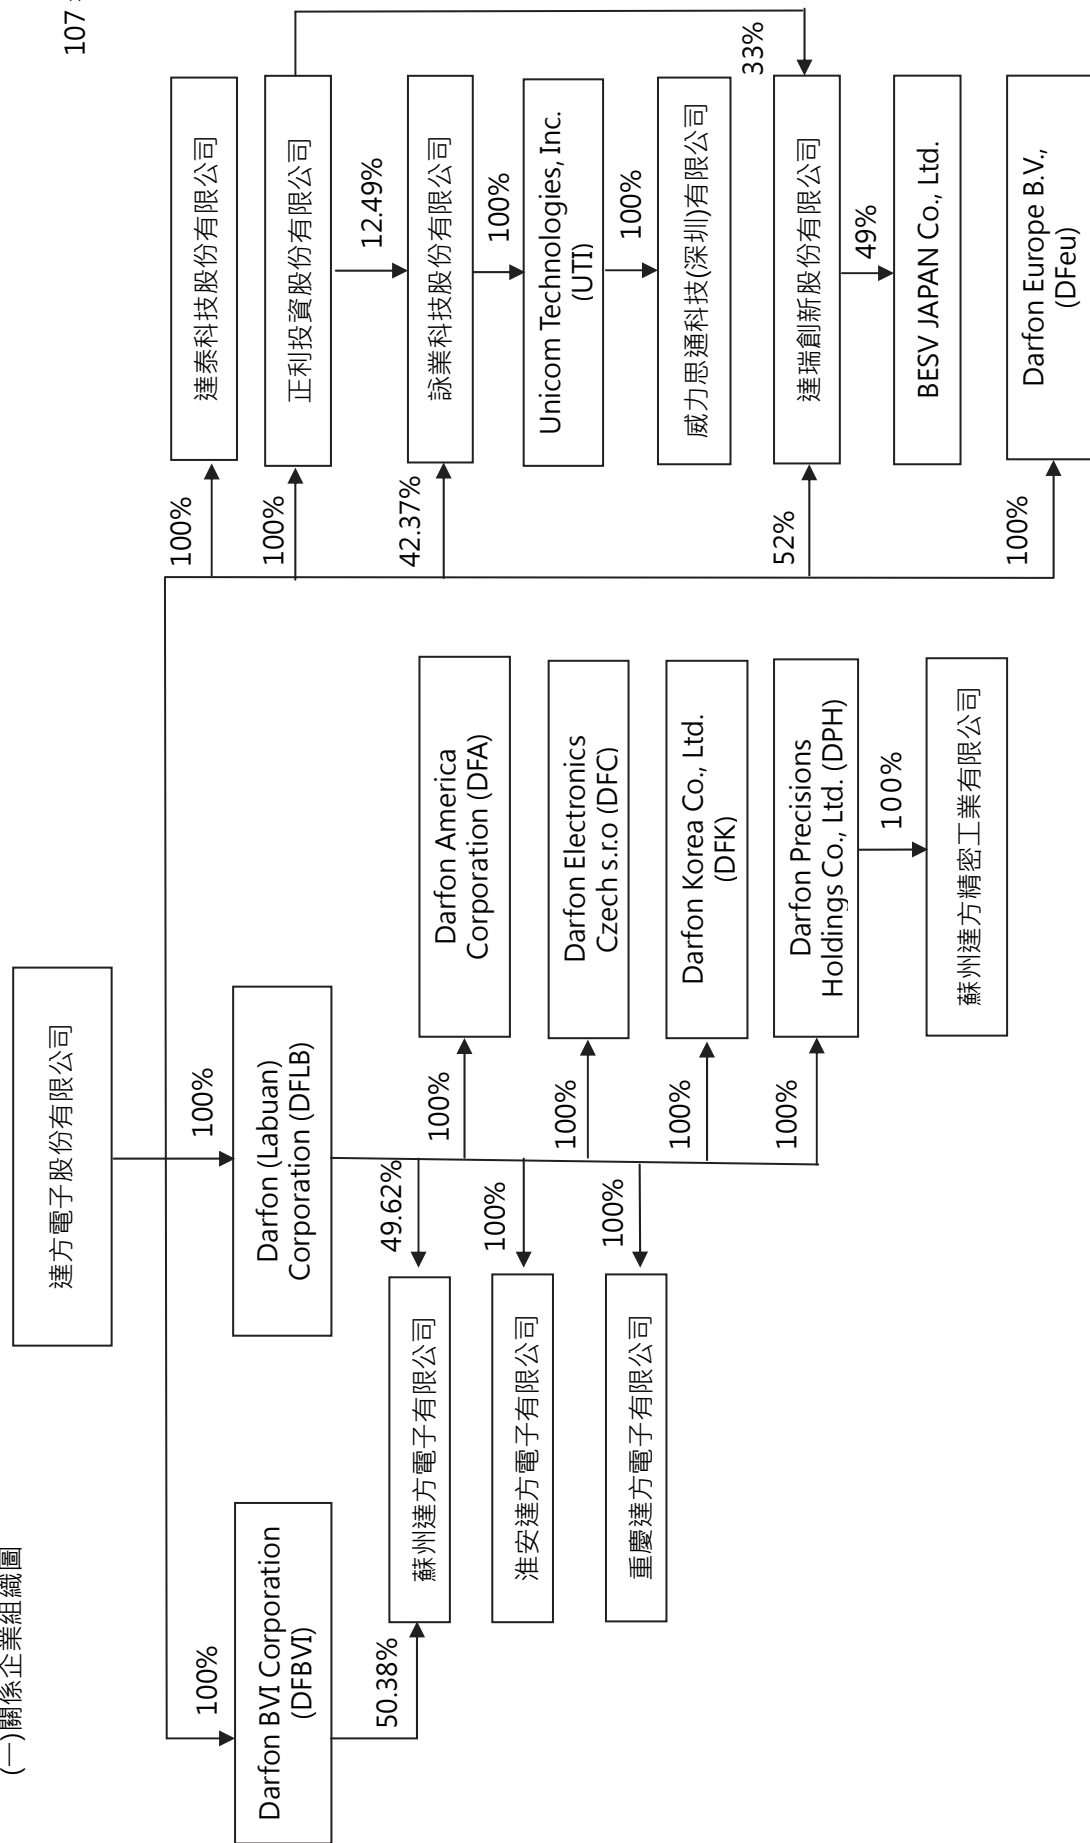 (一)關係企業組織圖
107
達方電子股份有限公司
100%
Darfon BVI Corporation
(DFBVI)
50.38%
100%
Darfon (Labuan)
Corporation (DFLB)
49.62%
蘇州達方電子有限公司
100%
淮安達方電子有限公司
100%
重慶達方電子有限公司
100%
Darfon America
Corporation (DFA)
100%
Darfon Electronics
Czech s.r.o (DFC)
100%
Darfon Korea Co., Ltd.
(DFK)
100%
Darfon Precisions
Holdings Co., Ltd. (DPH)
100%
蘇州達方精密工業有限公司
100%
達泰科技股份有限公司
100%
正利投資股份有限公司
12.49%
42.37%
詠業科技股份有限公司
100%
Unicom Technologies, Inc.
(UTI)
100%
威力思通科技(深圳)有限公司
33%
52%
達瑞創新股份有限公司
49%
BESV JAPAN Co., Ltd.
100%
Darfon Europe B.V.,
(DFeu)